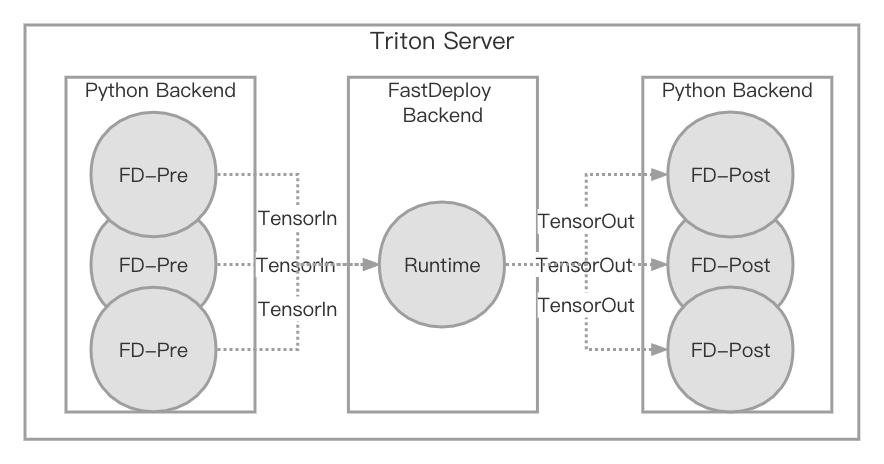 Triton Server
Python Backend
FD-Pre
FD-Pre
FD-Pre
TensorIn
TensorIn
TensorIn
FastDeploy
Backend
Runtime
TensorOut
TensorOut
TensorOut
Python Backend
FD-Post
FD-Post
FD-Post